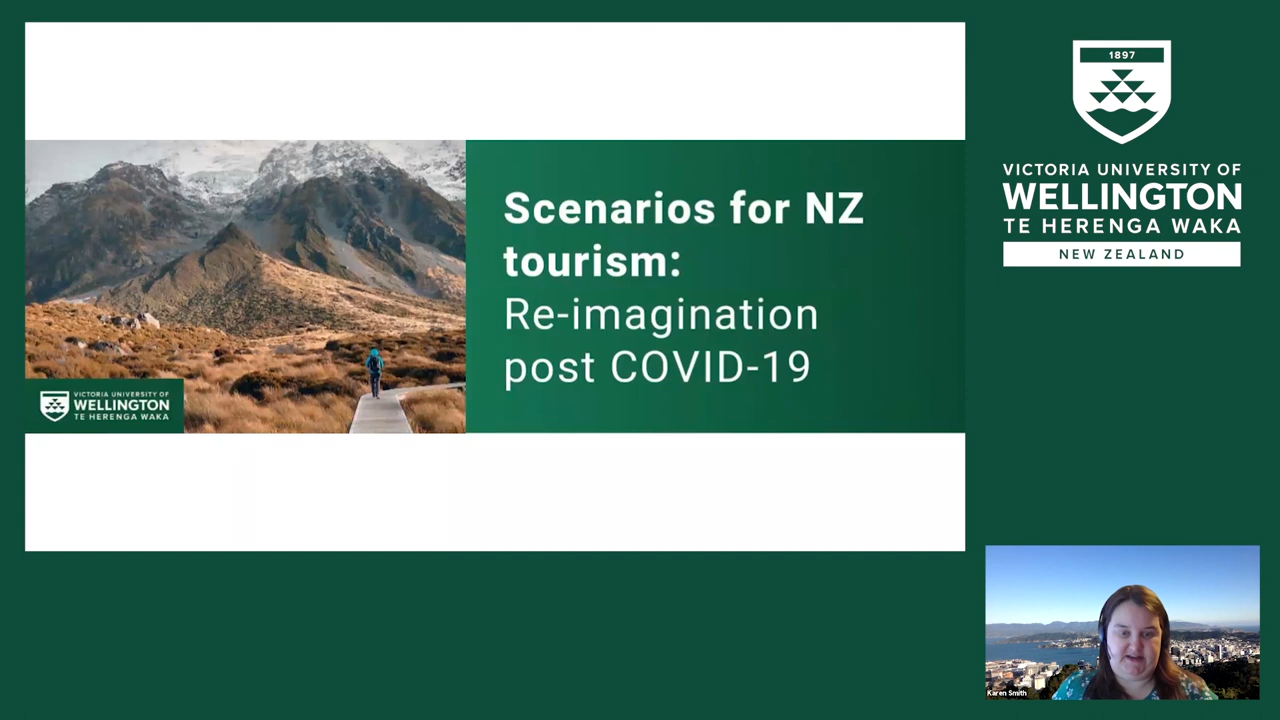 Scenarios for NZ
tourism:
Re-imagination
post COVID-19
VICTORIA UNIVERSITY OF
WELLINGTON
TE HERENGA WAKA
1897
VICTORIA UNIVERSITY OF
WELLINGTON
TE HERENGA WAKA
NEW ZEALAND
Karen Smith